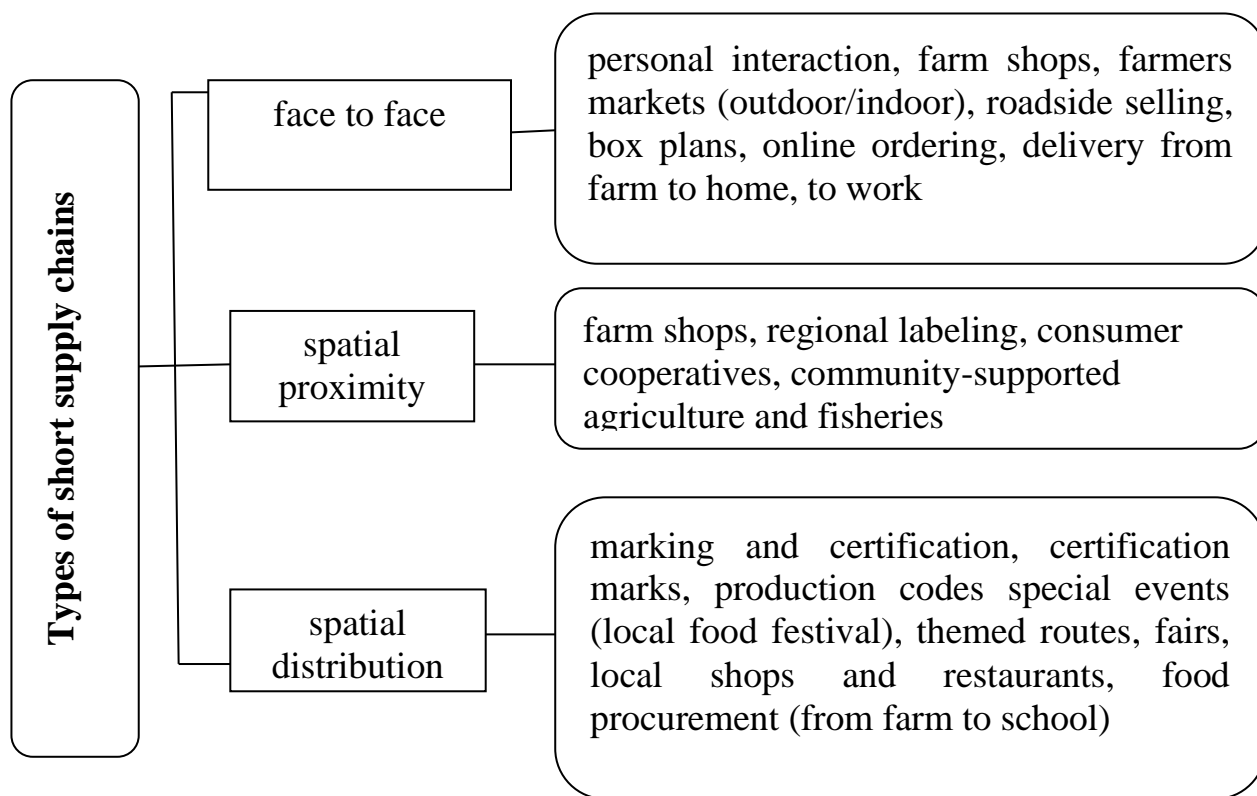 Types of short supply chains
face to face
personal interaction, farm shops, farmers
markets (outdoor/indoor), roadside selling,
box plans, online ordering, delivery from
farm to home, to work
spatial
proximity
farm shops, regional labeling, consumer
cooperatives, community-supported
agriculture and fisheries
spatial
distribution
marking and certification, certification
marks, production codes special events
(local food festival), themed routes, fairs,
local shops and restaurants, food
procurement (from farm to school)